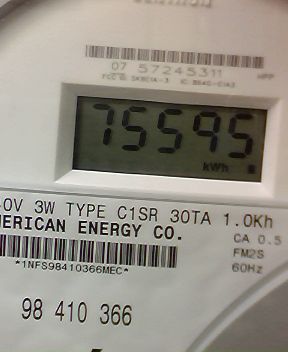 07 57245311
75595
kWh
0V 3W TYPE C1SR 30TA 1.0Kh
MERICAN ENERGY CO.
CA 0.5
FM2S
60Hz
*1NFS98410366MEC*
98 410 366